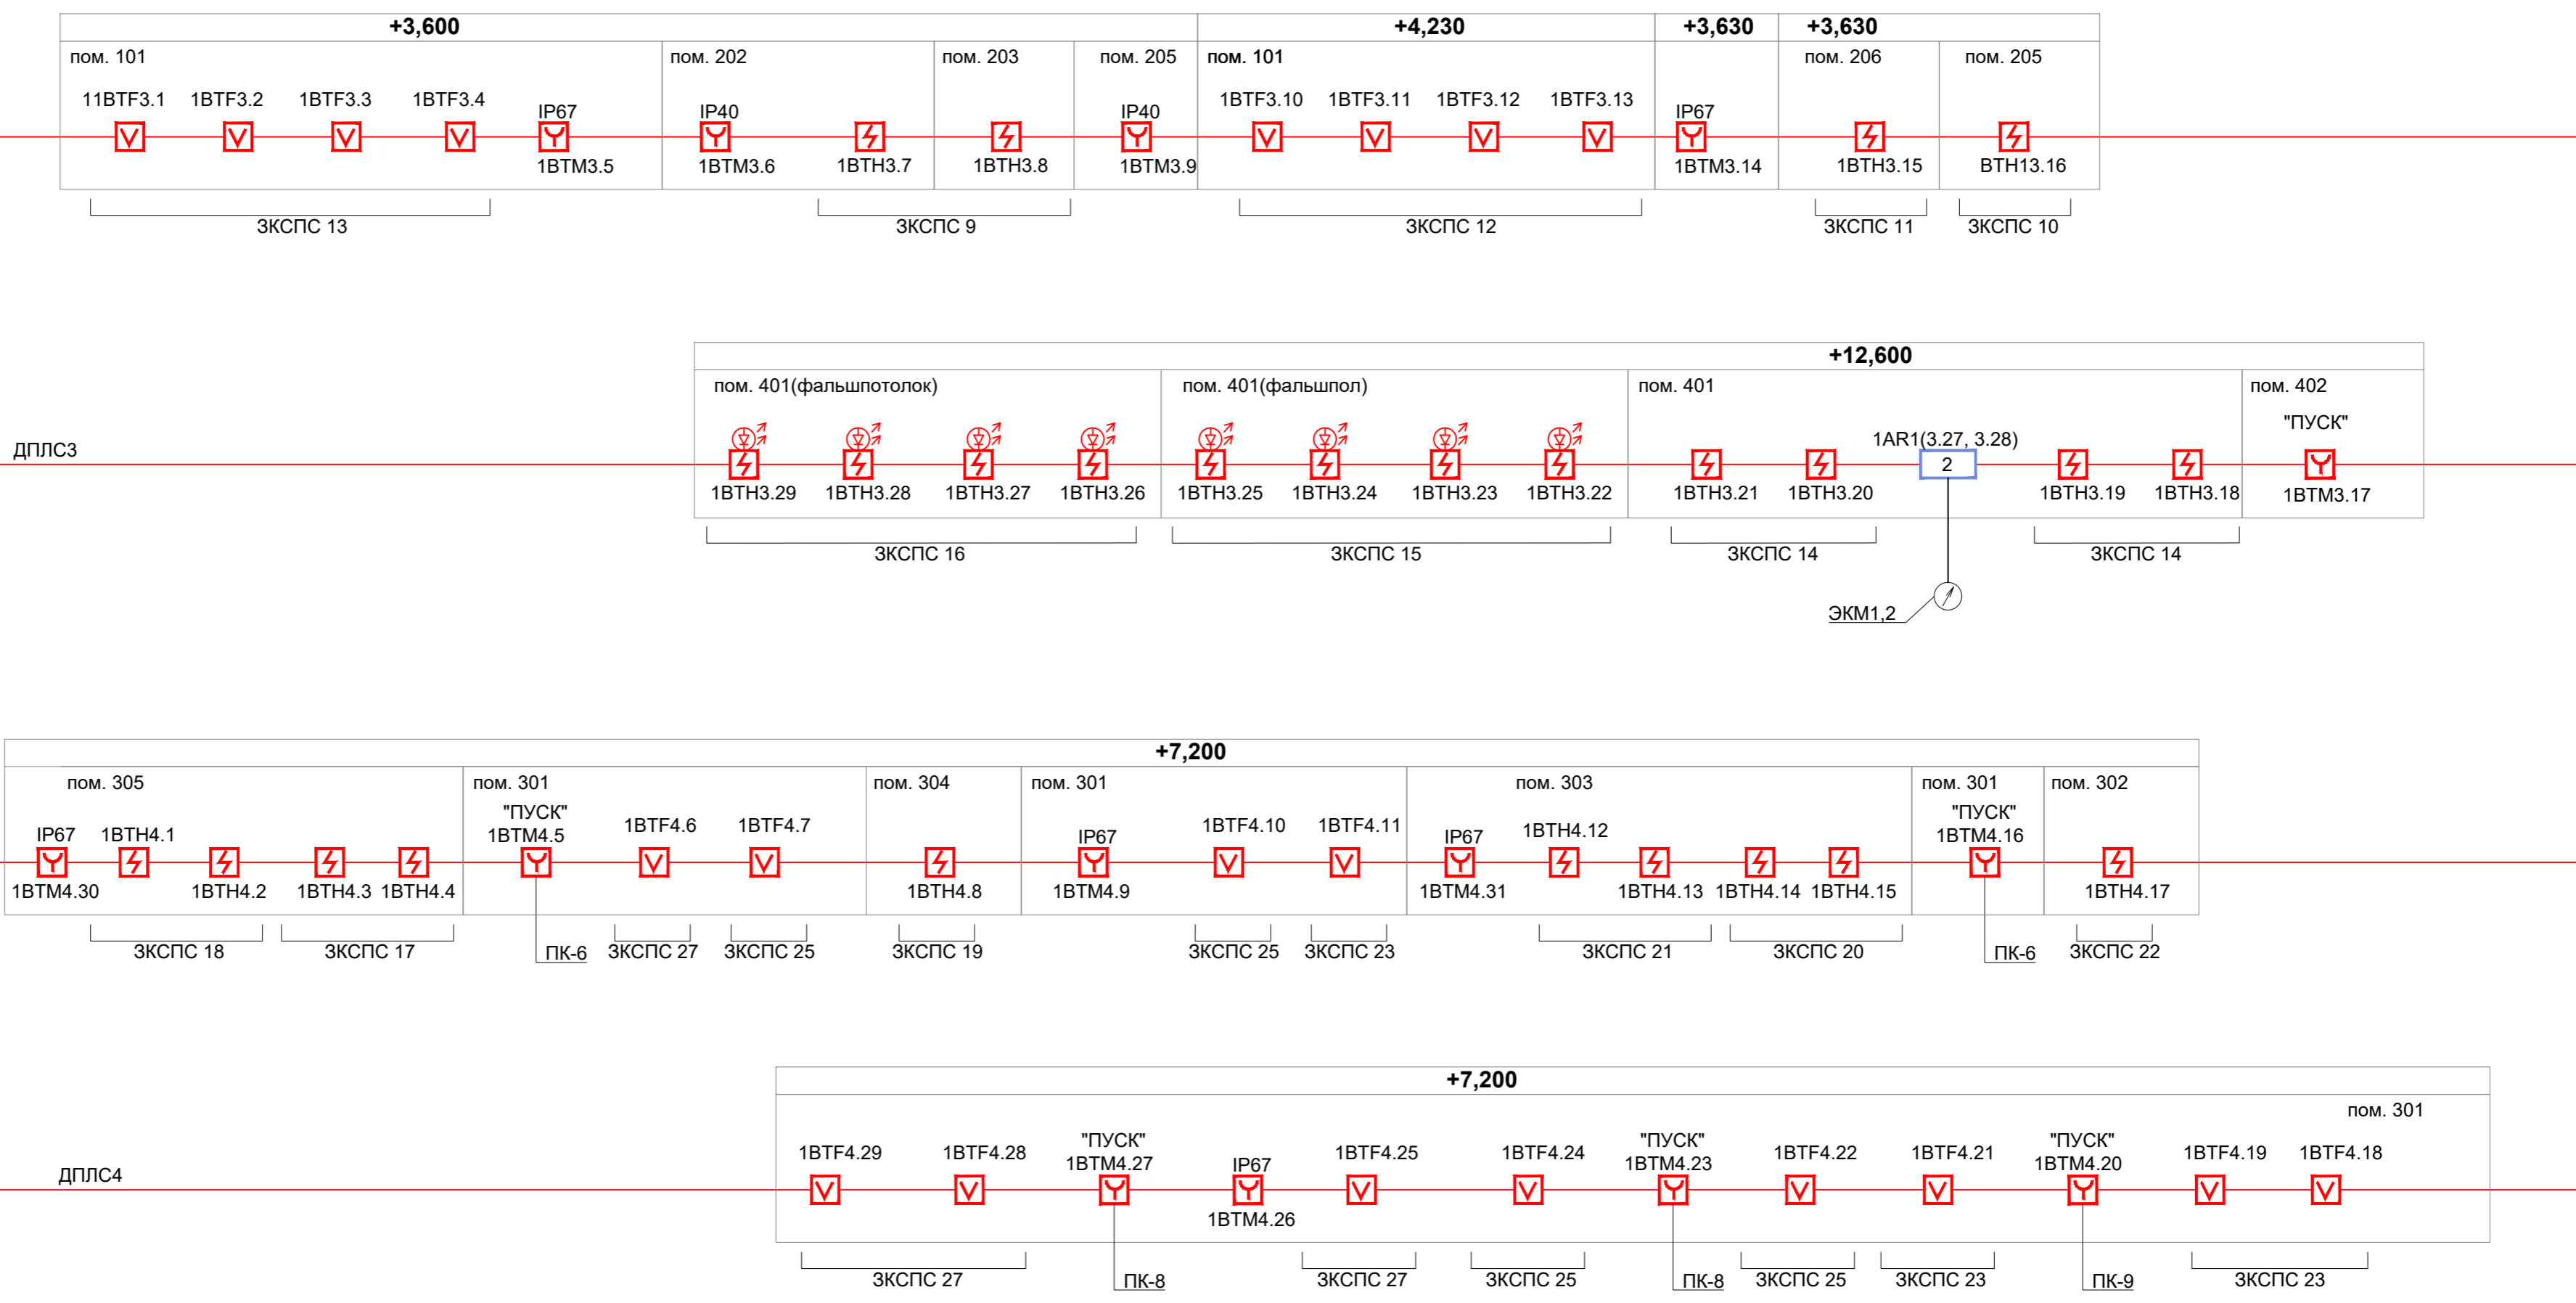 +3,600 +4,230 +3,630 +3,630
пом. 101 пом. 202 пом. 203 пом. 205 пом. 101 пом. 206 пом. 205
11BTF3.1 1BTF3.2 1BTF3.3 1BTF3.4 1BTF3.10 1BTF3.11 1BTF3.12 1BTF3.13
IP67 IP40 IP40 IP67
1BTM3.5 1BTM3.6 1BTH3.7 1BTH3.8 1BTM3.9 1BTM3.14 1BTH3.15 BTH13.16
ЗКСПС 13 ЗКСПС 9 ЗКСПС 12 ЗКСПС 11 ЗКСПС 10
+12,600
пом. 401(фальшпотолок) пом. 401(фальшпол) пом. 401 пом. 402
"ПУСК"
1AR1(3.27, 3.28)
ДПЛС3
2
1BTH3.29 1BTH3.28 1BTH3.27 1BTH3.26 1BTH3.25 1BTH3.24 1BTH3.23 1BTH3.22 1BTH3.21 1BTH3.20 1BTH3.19 1BTH3.18 1BTM3.17
ЗКСПС 16 ЗКСПС 15 ЗКСПС 14 ЗКСПС 14
ЭКМ1,2
+7,200
пом. 305 пом. 301 пом. 304 пом. 301 пом. 303 пом. 301 пом. 302
"ПУСК" "ПУСК"
IP67 1BTH4.1 1BTM4.5 1BTF4.6 1BTF4.7 IP67 1BTF4.10 1BTF4.11 IP67 1BTH4.12 1BTM4.16
1BTM4.30 1BTH4.2 1BTH4.3 1BTH4.4 1BTH4.8 1BTM4.9 1BTM4.31 1BTH4.13 1BTH4.14 1BTH4.15 1BTH4.17
ЗКСПС 18 ЗКСПС 17 ПК-6 ЗКСПС 27 ЗКСПС 25 ЗКСПС 19 ЗКСПС 25 ЗКСПС 23 ЗКСПС 21 ЗКСПС 20 ПК-6 ЗКСПС 22
+7,200
пом. 301
"ПУСК" "ПУСК" "ПУСК"
1BTF4.29 1BTF4.28 1BTM4.27 IP67 1BTF4.25 1BTF4.24 1BTM4.23 1BTF4.22 1BTF4.21 1BTM4.20 1BTF4.19 1BTF4.18
ДПЛС4
1BTM4.26
ЗКСПС 27 ПК-8 ЗКСПС 27 ЗКСПС 25 ПК-8 ЗКСПС 25 ЗКСПС 23 ПК-9 ЗКСПС 23